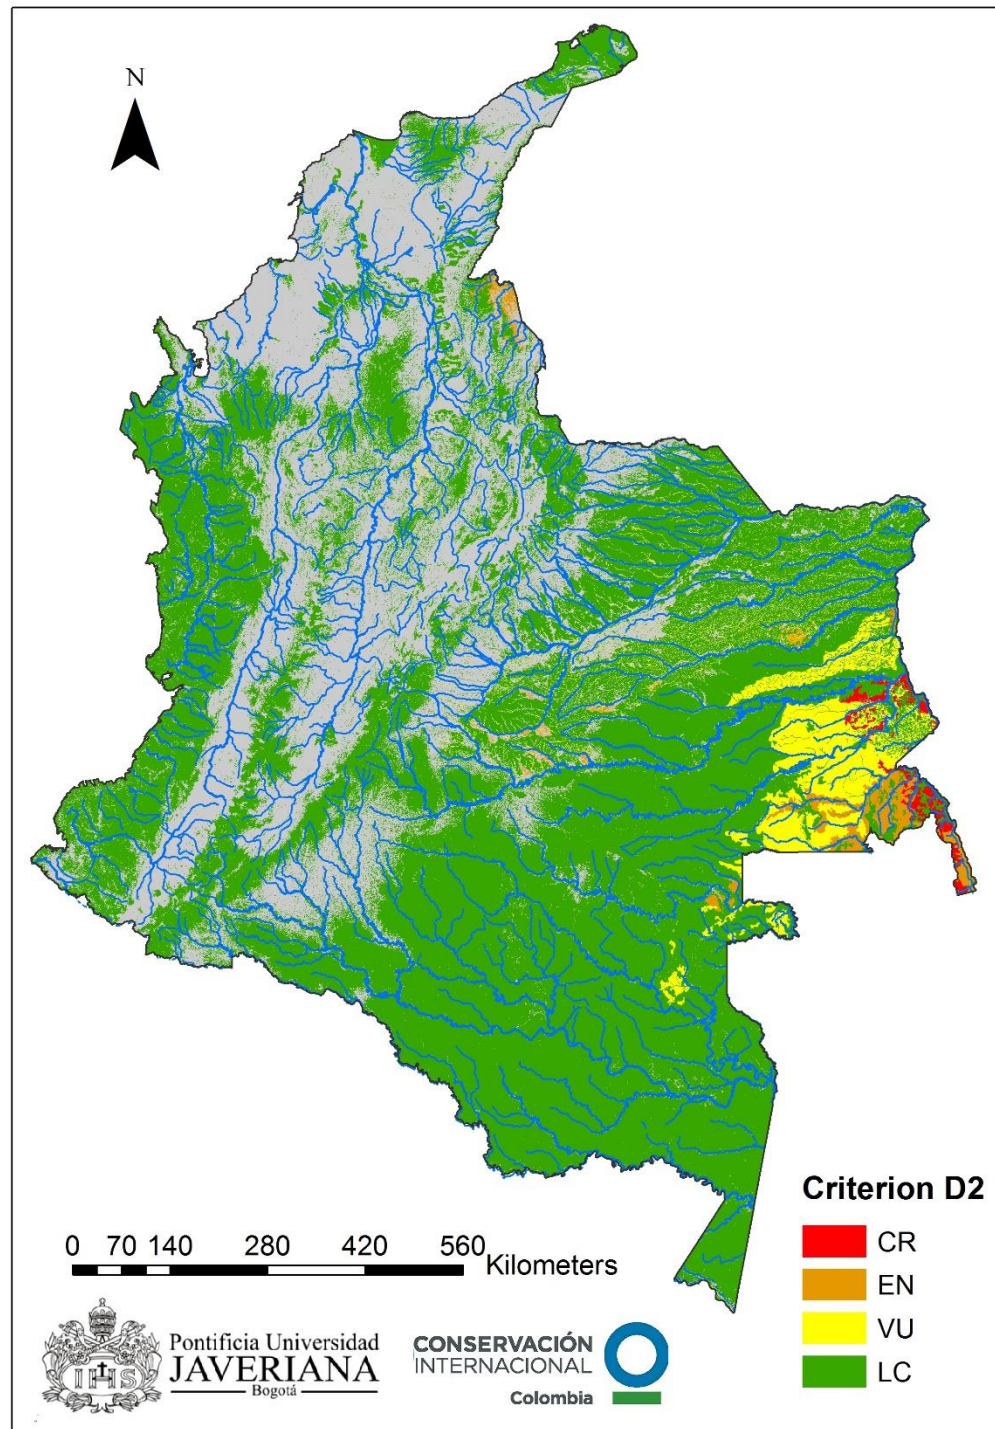 N
Criterion D2
CR
EN
VU
LC
0 70 140 280 420 560
Kilometers
Pontificia Universidad
JAVERIANA
Bogotá
IHS
CONSERVACIÓN
INTERNACIONAL
Colombia